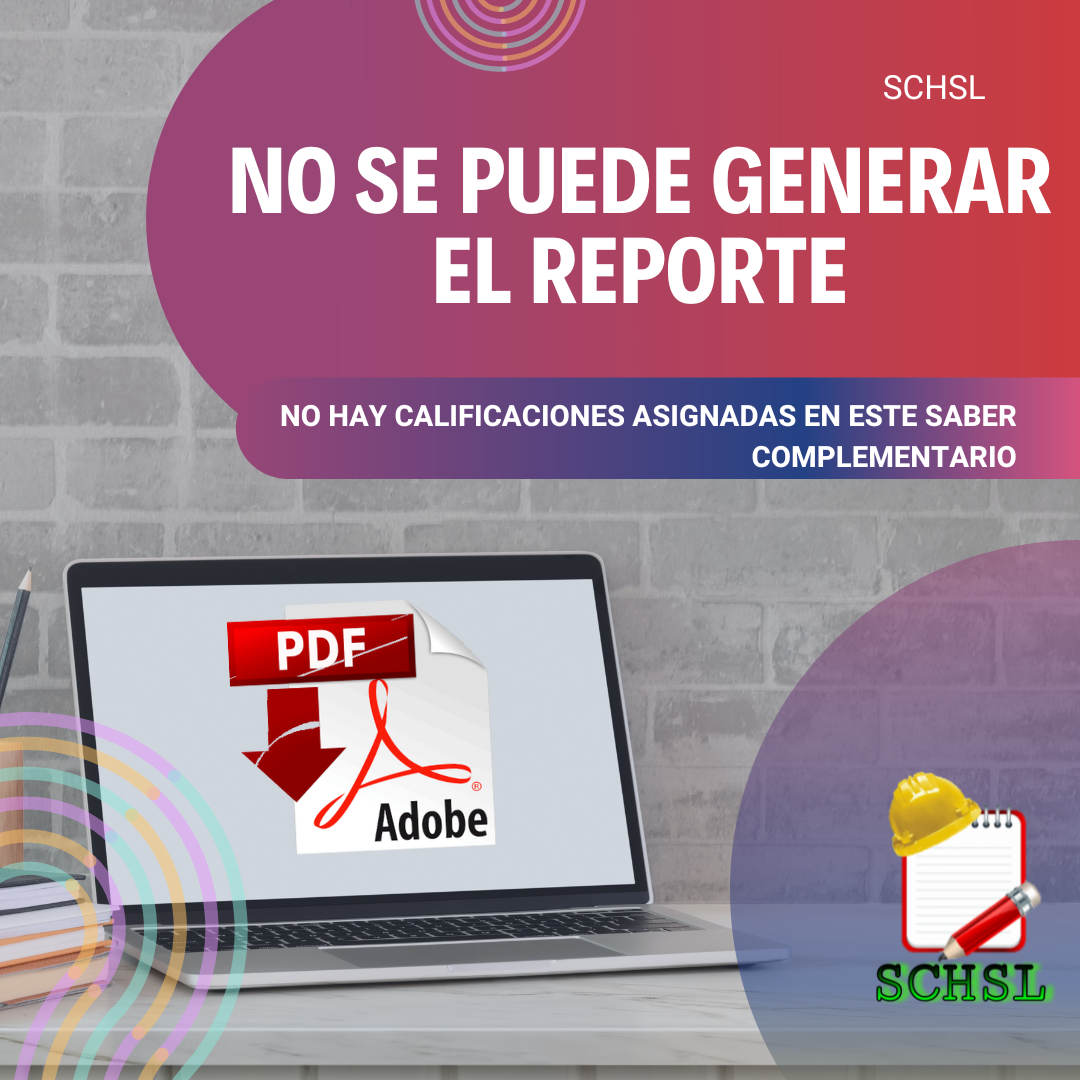 SCHSL
NO SE PUEDE GENERAR
EL REPORTE
NO HAY CALIFICACIONES ASIGNADAS EN ESTE SABER
COMPLEMENTARIO
PDF
®
Adobe
SCHSL